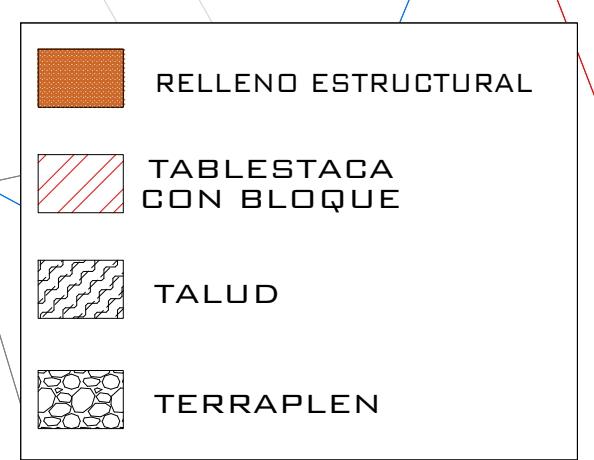 RELLENO ESTRUCTURAL
TABLESTACA
CON BLOQUE
TALUD
TERRAPLEN